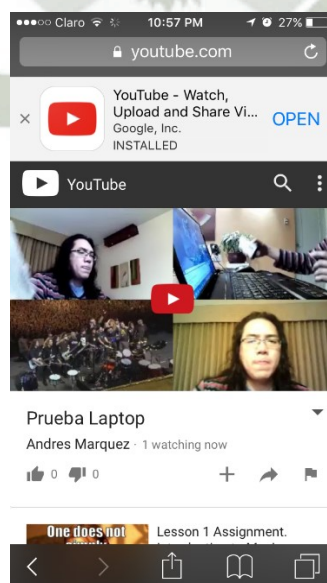 Claro 10:57 PM 27%
youtube.com
YouTube - Watch,
Upload and Share Vi...
Google, Inc.
INSTALLED
OPEN
YouTube
Prueba Laptop
Andres Marquez · 1 watching now
0 0
One does not
Lesson 1 Assignment.